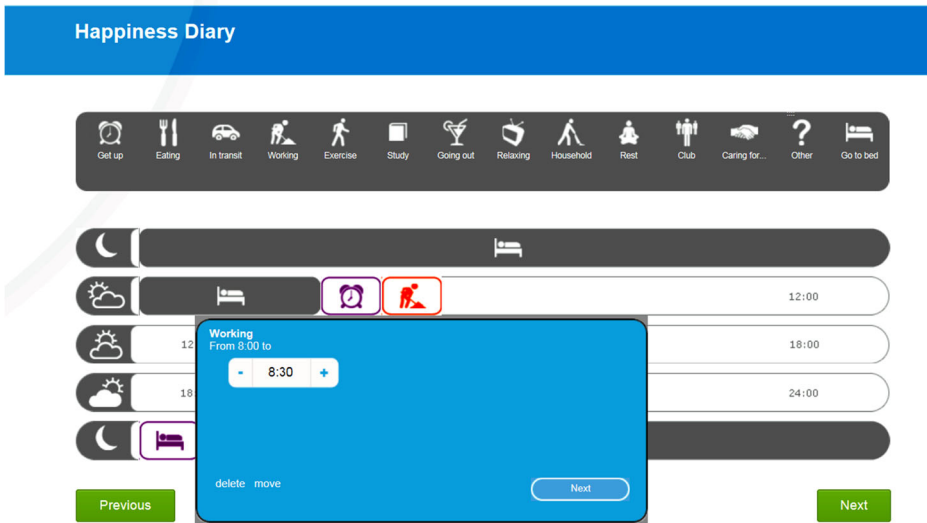 Happiness Diary
Get up Eating In transit Working Exercise Study Going out Relaxing Household Rest Club Caring for... Other Go to bed
12:00
Working
From 8:00 to
12 18:00
- 8:30 +
18 24:00
delete move Next
Previous Next